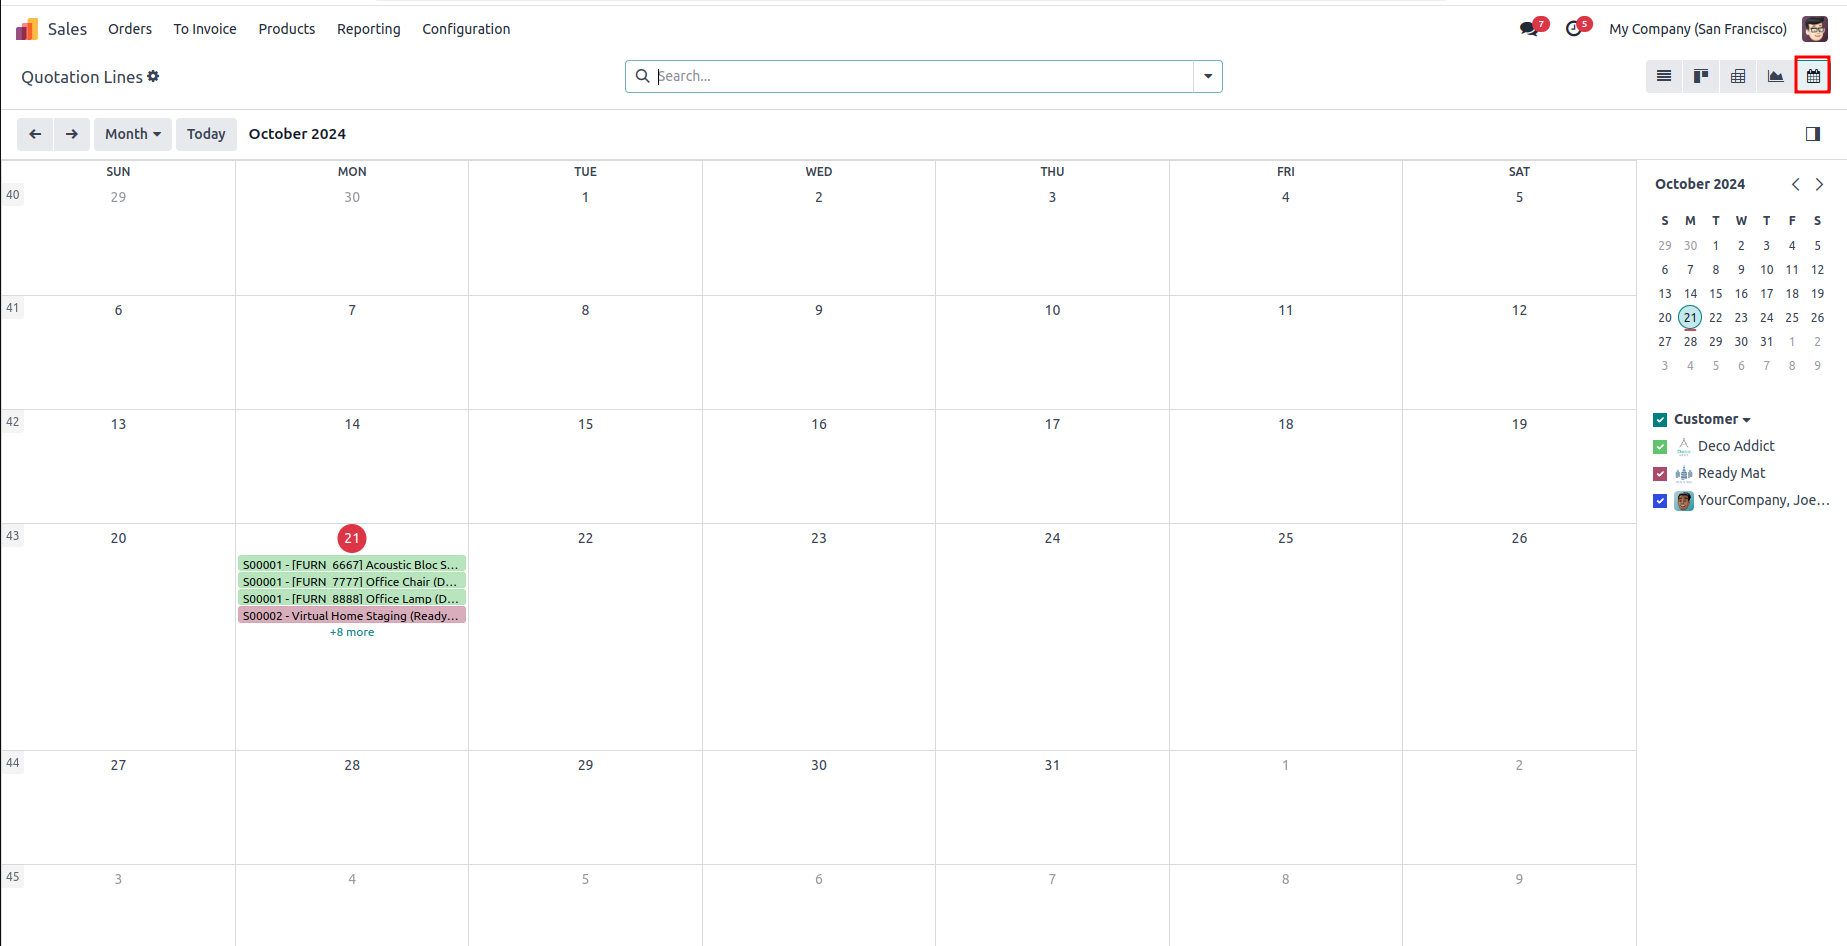 Sales Orders To Invoice Products Reporting Configuration 7 5 My Company (San Francisco)
Quotation Lines Search...
Month Today October 2024
SUN MON TUE WED THU FRI SAT
40 29 30 1 2 3 4 5
41 6 7 8 9 10 11 12
42 13 14 15 16 17 18 19
43 20 21 22 23 24 25 26
S00001 - [FURN_6667] Acoustic Bloc S...
S00001 - [FURN_7777] Office Chair (D...
S00001 - [FURN_8888] Office Lamp (D...
S00002 - Virtual Home Staging (Ready...
+8 more
44 27 28 29 30 31 1 2
45 3 4 5 6 7 8 9
October 2024
S M T W T F S
29 30 1 2 3 4 5
6 7 8 9 10 11 12
13 14 15 16 17 18 19
20 21 22 23 24 25 26
27 28 29 30 31 1 2
3 4 5 6 7 8 9
Customer
Deco Addict
Ready Mat
YourCompany, Joe...